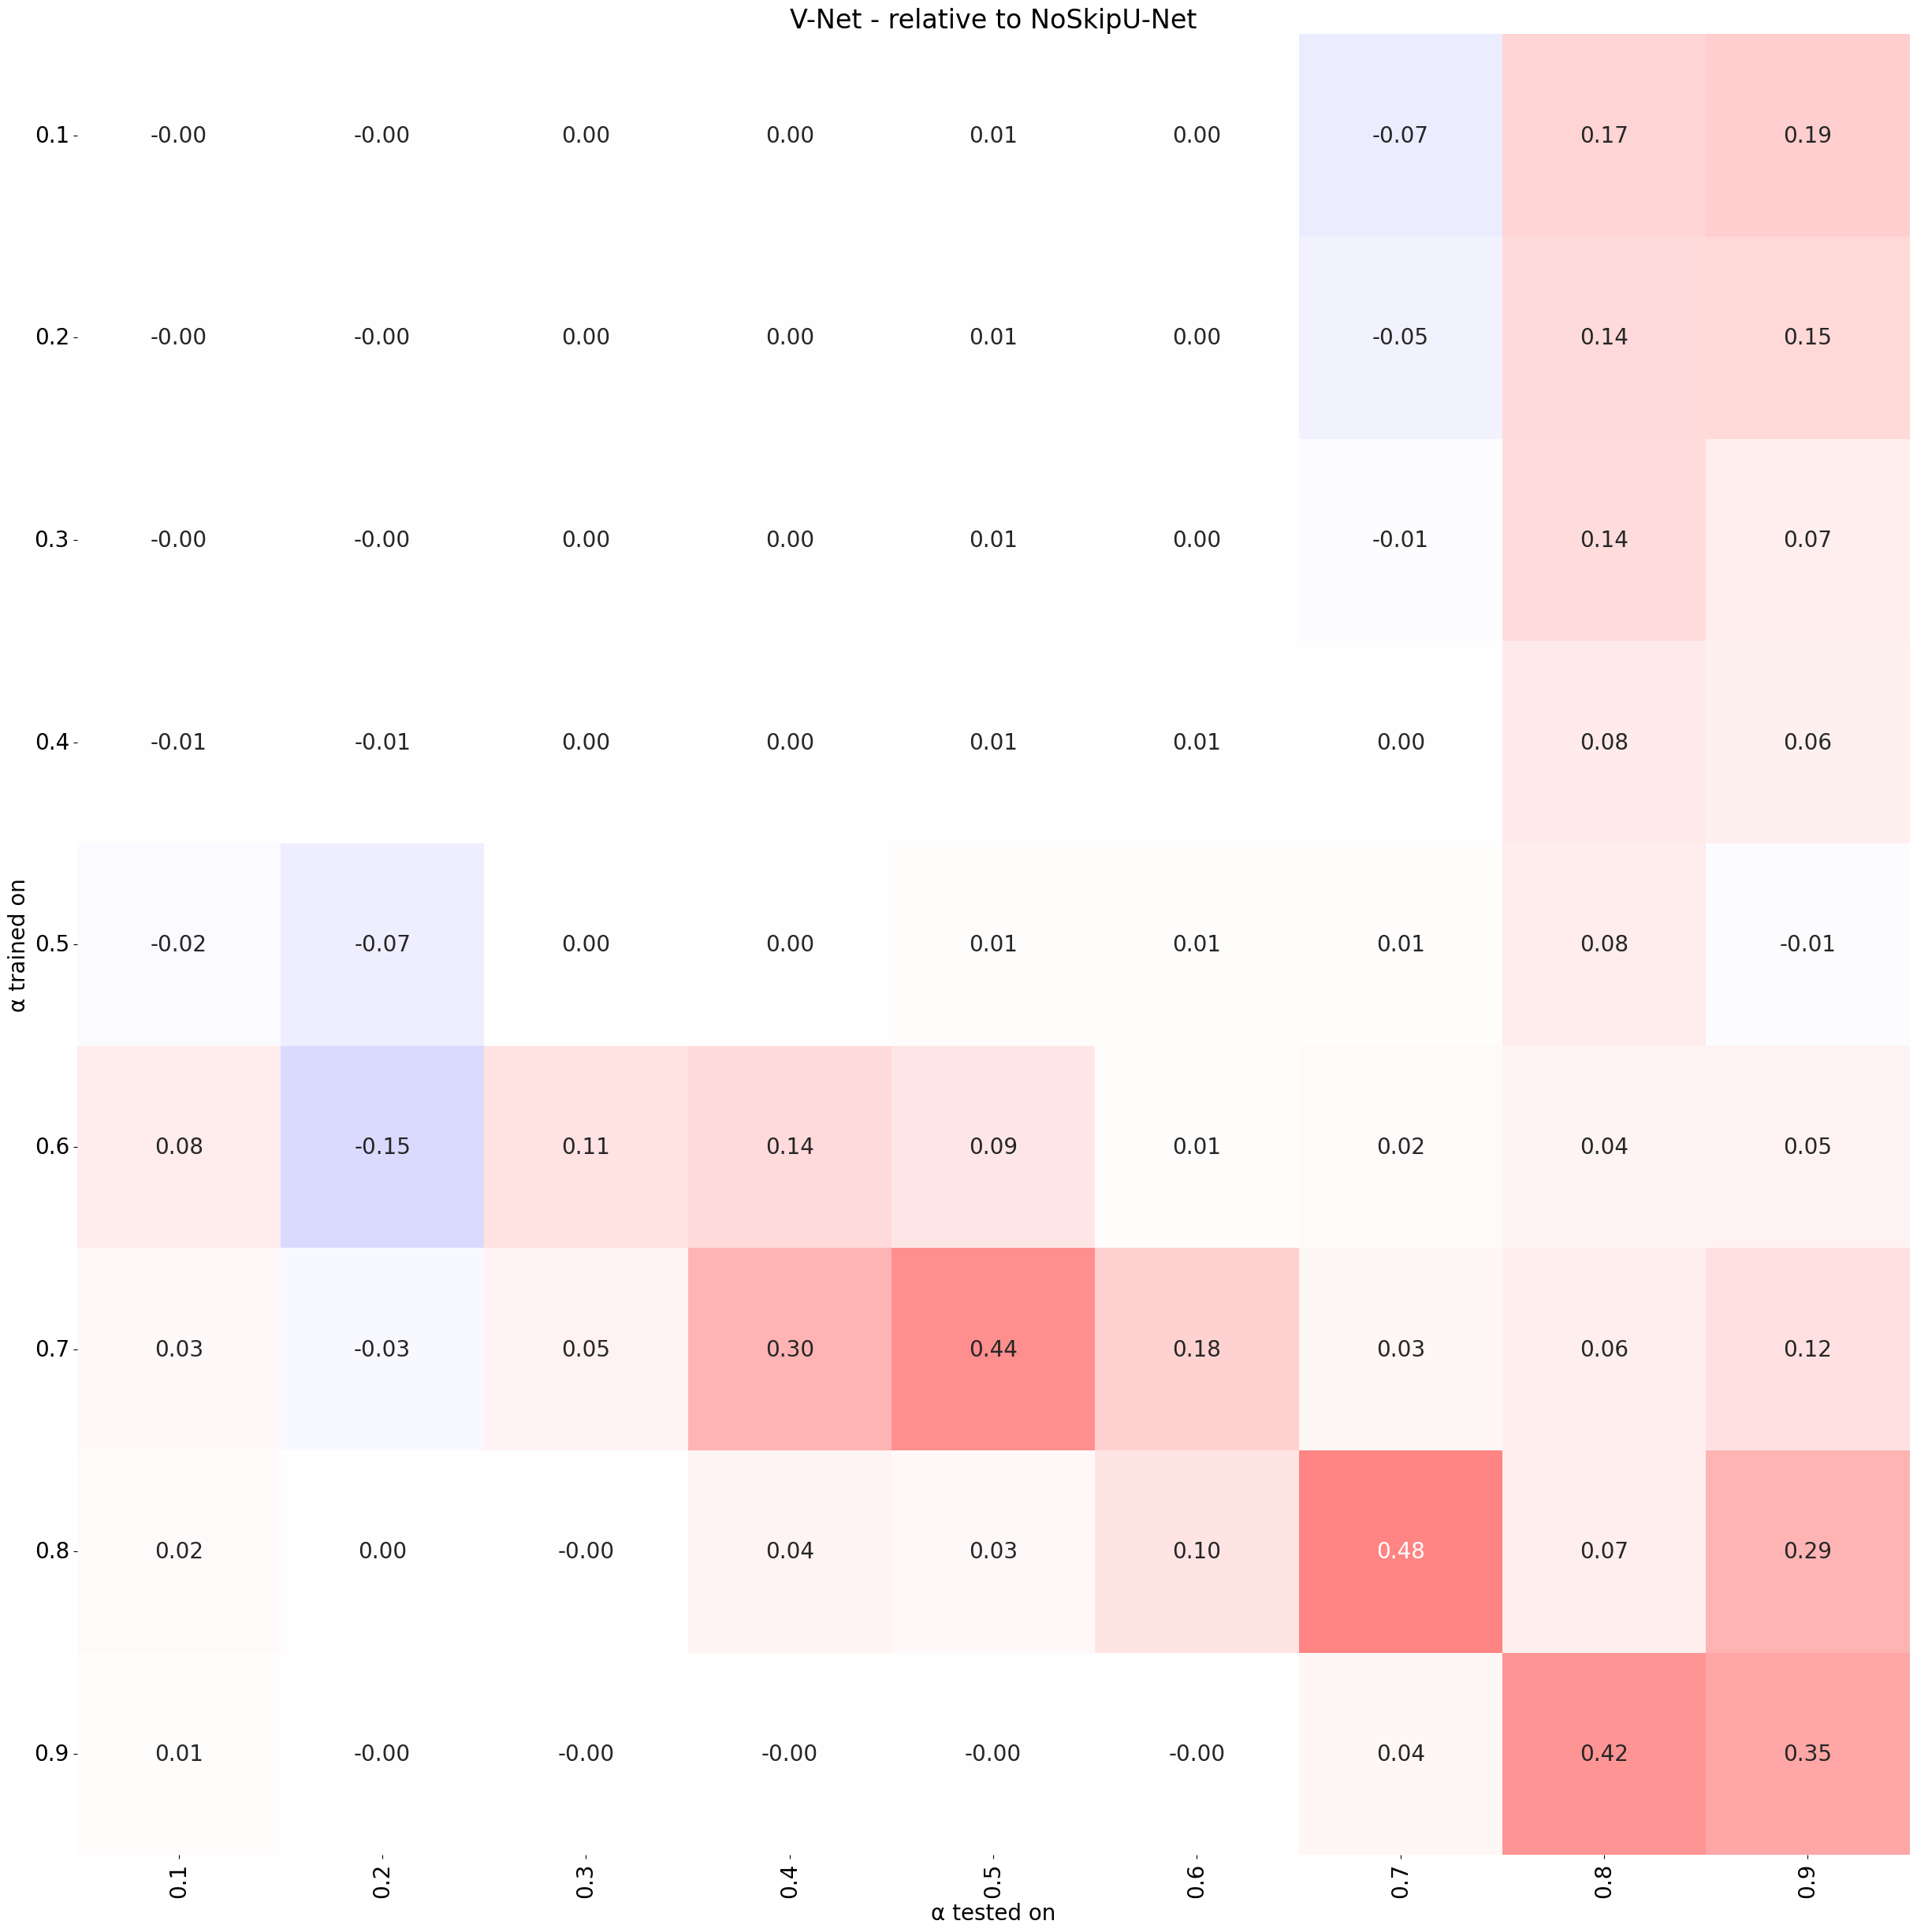 V-Net - relative to NoSkipU-Net
0.1 -0.00 -0.00 0.00 0.00 0.01 0.00 -0.07 0.17 0.19
0.2 -0.00 -0.00 0.00 0.00 0.01 0.00 -0.05 0.14 0.15
0.3 -0.00 -0.00 0.00 0.00 0.01 0.00 -0.01 0.14 0.07
0.4 -0.01 -0.01 0.00 0.00 0.01 0.01 0.00 0.08 0.06
α trained on
0.5 -0.02 -0.07 0.00 0.00 0.01 0.01 0.01 0.08 -0.01
0.6 0.08 -0.15 0.11 0.14 0.09 0.01 0.02 0.04 0.05
0.7 0.03 -0.03 0.05 0.30 0.44 0.18 0.03 0.06 0.12
0.8 0.02 0.00 -0.00 0.04 0.03 0.10 0.48 0.07 0.29
0.9 0.01 -0.00 -0.00 -0.00 -0.00 -0.00 0.04 0.42 0.35
0.1 0.2 0.3 0.4 0.5 0.6 0.7 0.8 0.9
α tested on